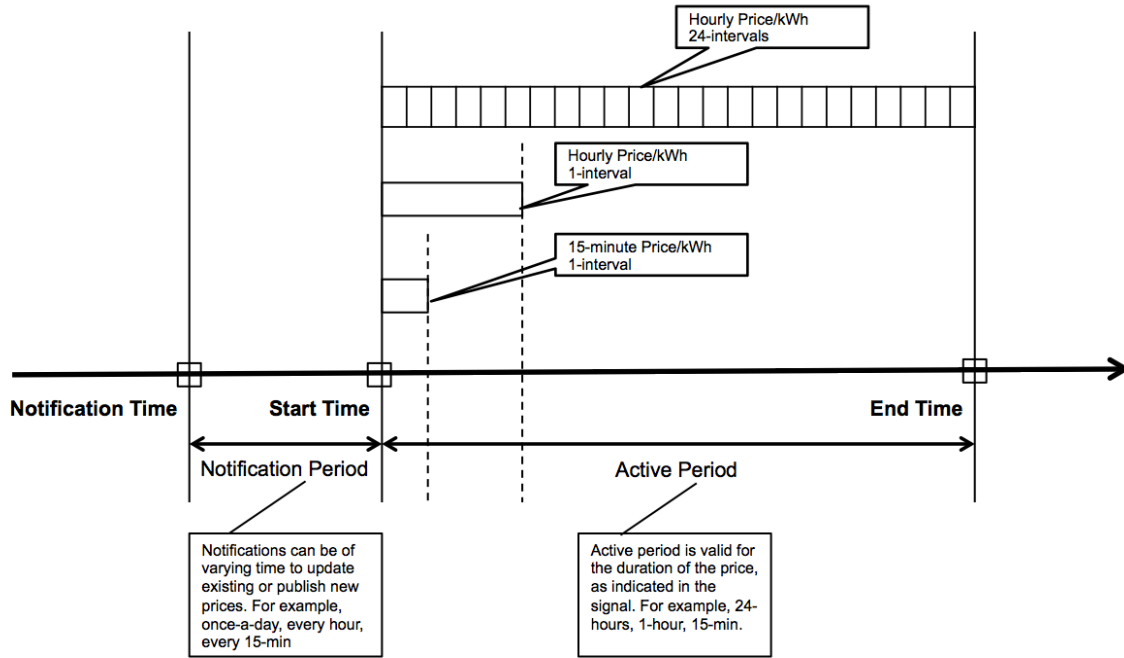 Hourly Price/kWh
24-intervals
Hourly Price/kWh
1-interval
15-minute Price/kWh
1-interval
Notification Time
Start Time
End Time
Notification Period
Active Period
Notifications can be of
varying time to update
existing or publish new
prices. For example,
once-a-day, every hour,
every 15-min
Active period is valid for
the duration of the price,
as indicated in the
signal. For example, 24-
hours, 1-hour, 15-min.